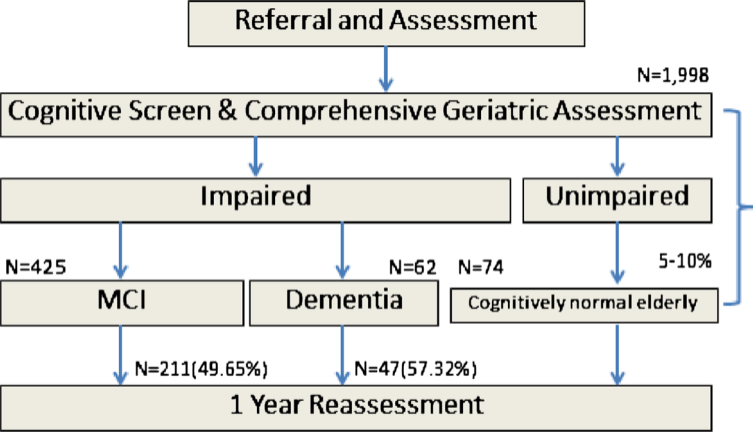 Referral and Assessment
N=1,998
Cognitive Screen & Comprehensive Geriatric Assessment
Impaired
Unimpaired
N=425
N=62
N=74
5-10%
MCI
Dementia
Cognitively normal elderly
N=211(49.65%)
N=47(57.32%)
1 Year Reassessment